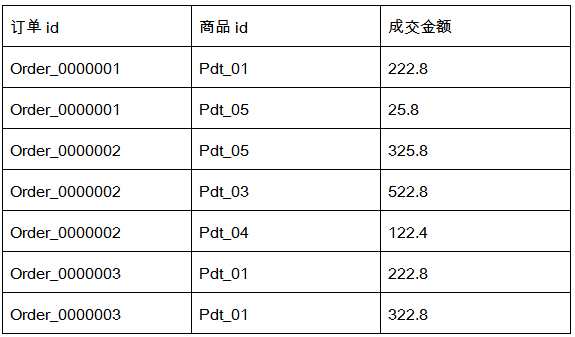 订单 id 商品 id 成交金额
Order_0000001 Pdt_01 222.8
Order_0000001 Pdt_05 25.8
Order_0000002 Pdt_05 325.8
Order_0000002 Pdt_03 522.8
Order_0000002 Pdt_04 122.4
Order_0000003 Pdt_01 222.8
Order_0000003 Pdt_01 322.8